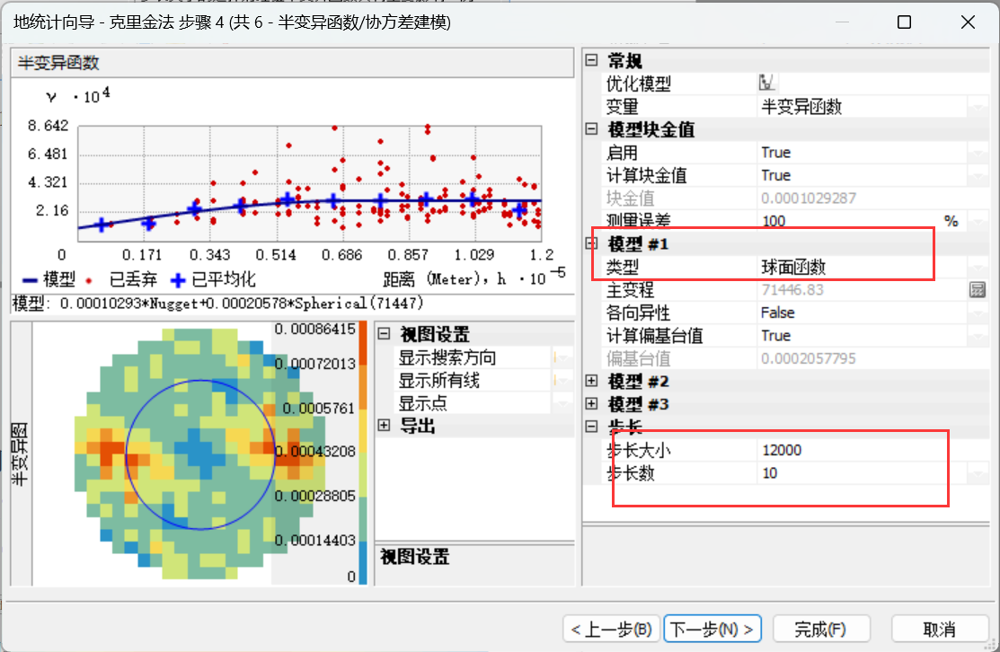 地统计向导 - 克里金法 步骤 4 (共 6 - 半变异函数/协方差建模)
半变异函数
γ · 10 4
8.642
6.481
4.321
2.16
0 0.171 0.343 0.514 0.686 0.857 1.029 1.2
模型 已丢弃 已平均化 距离 (Meter), h · 10 -5
模型: 0.00010293*Nugget+0.00020578*Spherical(71447)
半变异图
0.00086415
0.00072013
0.0005761
0.00043208
0.00028805
0.00014403
0
视图设置
显示搜索方向
显示所有线
显示点
导出
视图设置
常规
优化模型
变量 半变异函数
模型块金值
启用 True
计算块金值 True
块金值 0.0001029287
测量误差 100 %
模型 #1
类型 球面函数
主变程 71446.83
各向异性 False
计算偏基台值 True
偏基台值 0.0002057795
模型 #2
模型 #3
步长
步长大小 12000
步长数 10
< 上一步(B) 下一步(N) > 完成(F) 取消